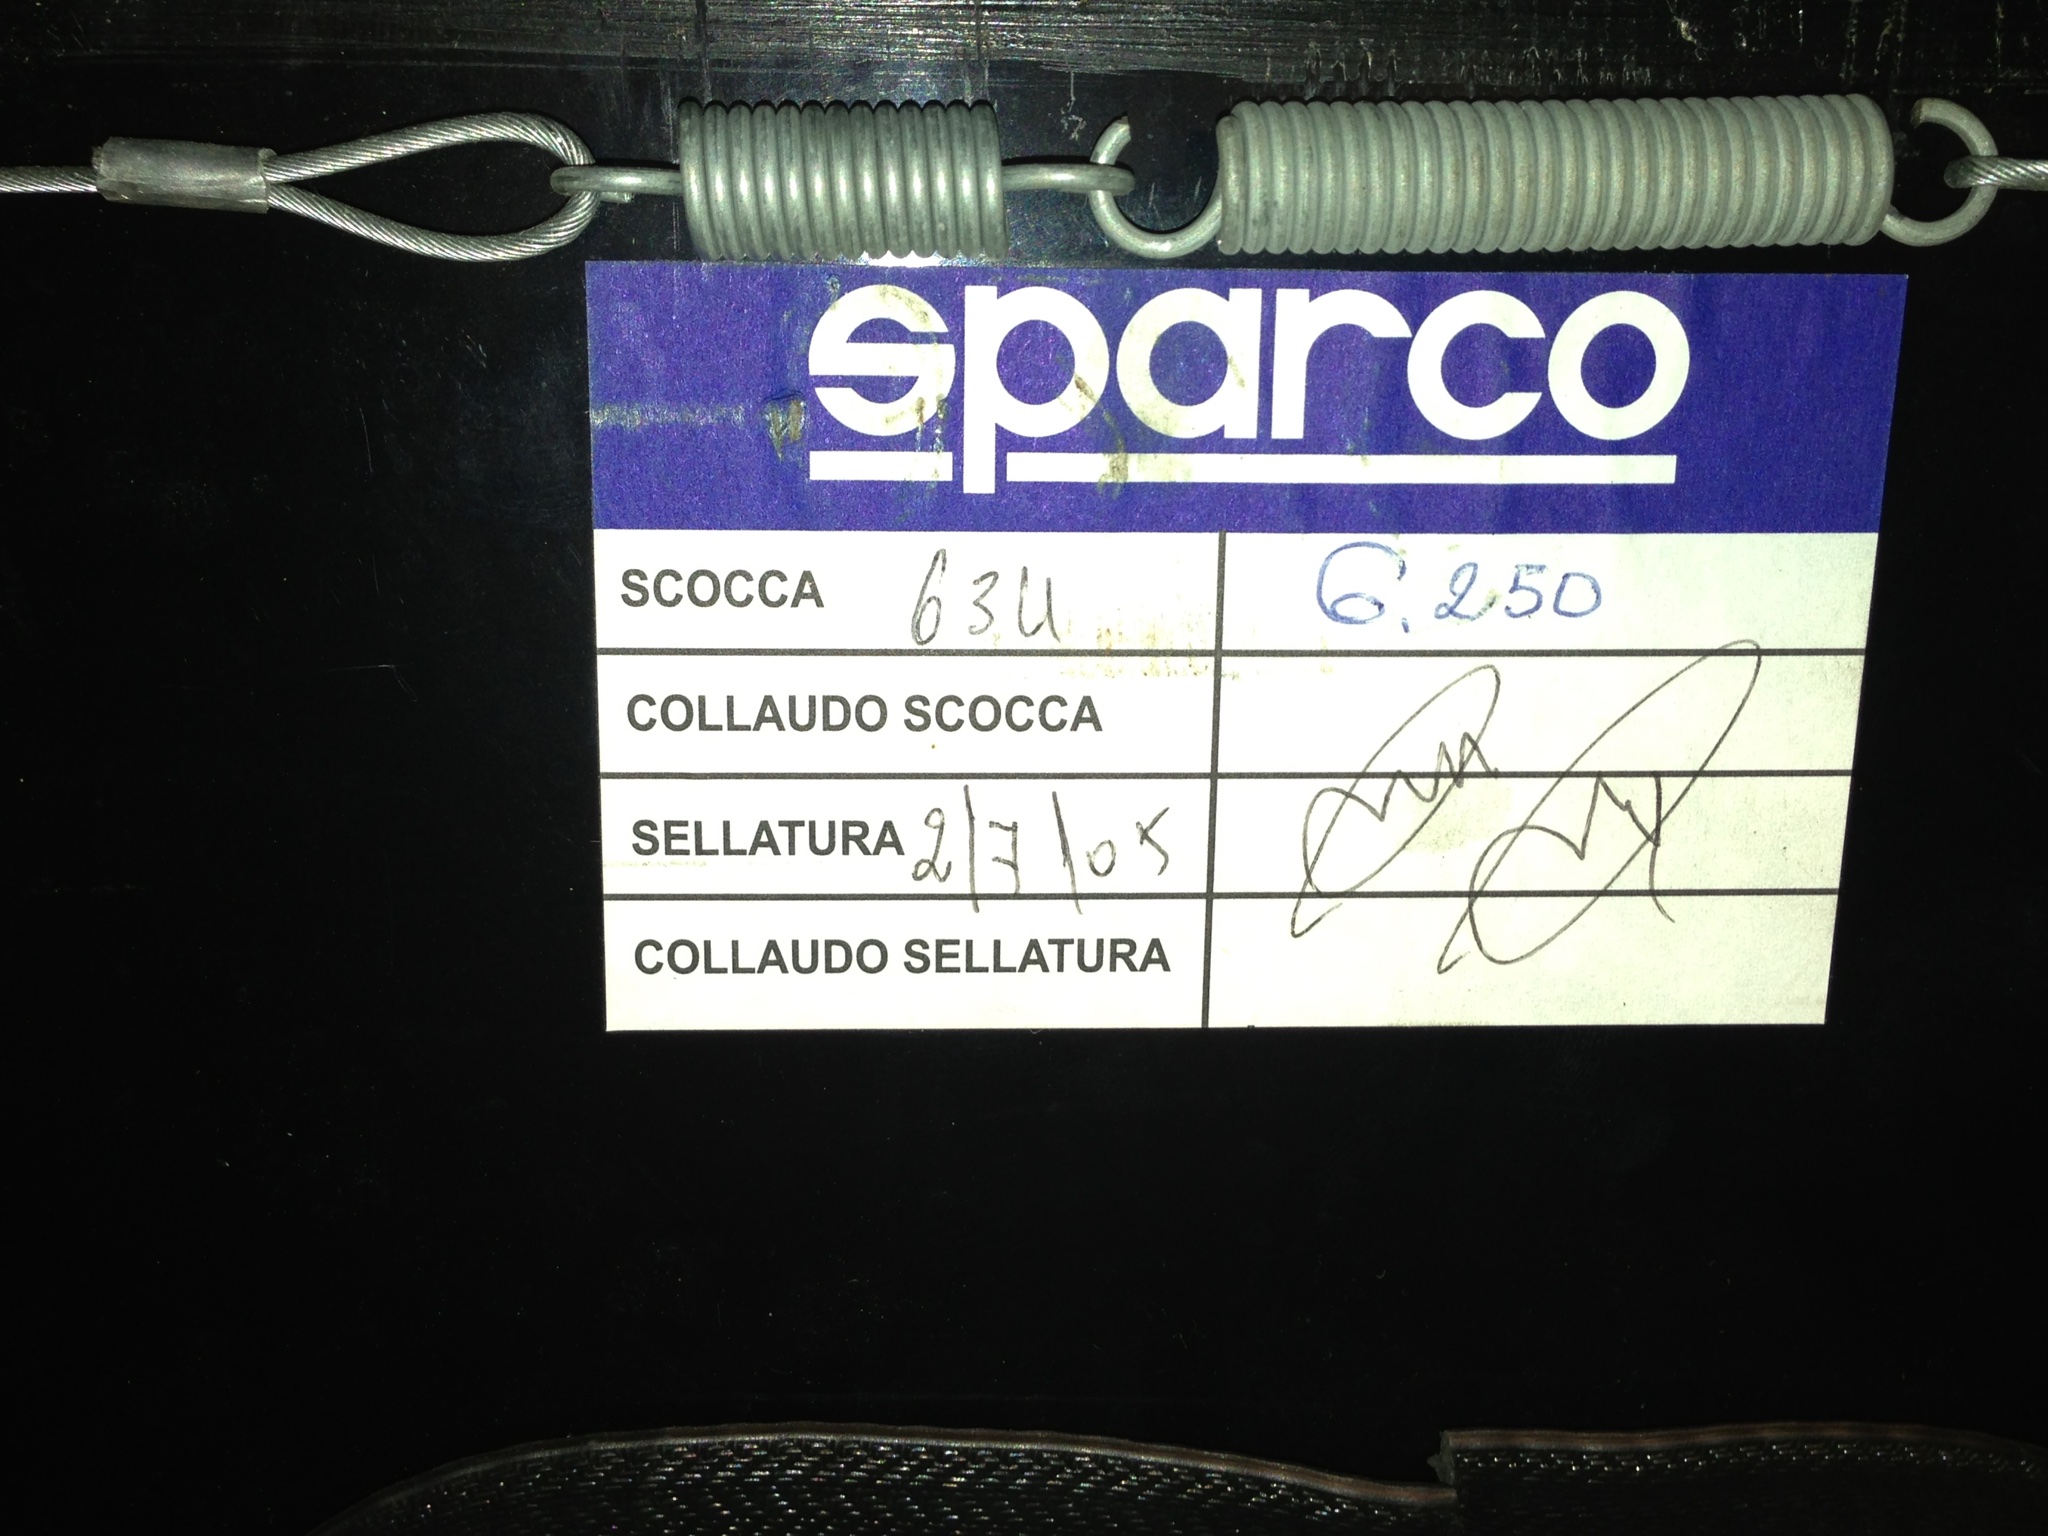 sparco
SCOCCA 634 6.250
COLLAUDO SCOCCA
SELLATURA 2/7/05
COLLAUDO SELLATURA